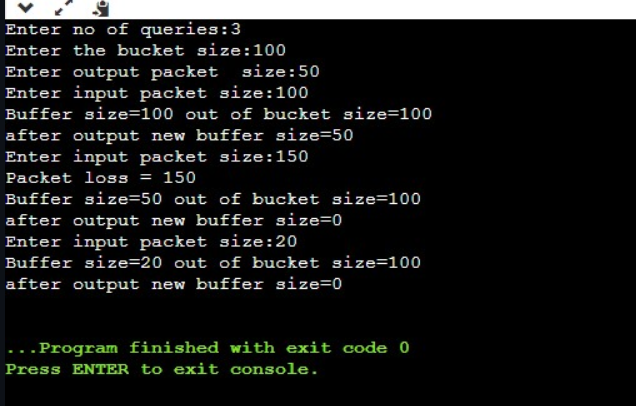 Enter no of queries:3
Enter the bucket size:100
Enter output packet  size:50
Enter input packet size:100
Buffer size=100 out of bucket size=100
after output new buffer size=50
Enter input packet size:150
Packet loss = 150
Buffer size=50 out of bucket size=100
after output new buffer size=0
Enter input packet size:20
Buffer size=20 out of bucket size=100
after output new buffer size=0
...Program finished with exit code 0
Press ENTER to exit console.